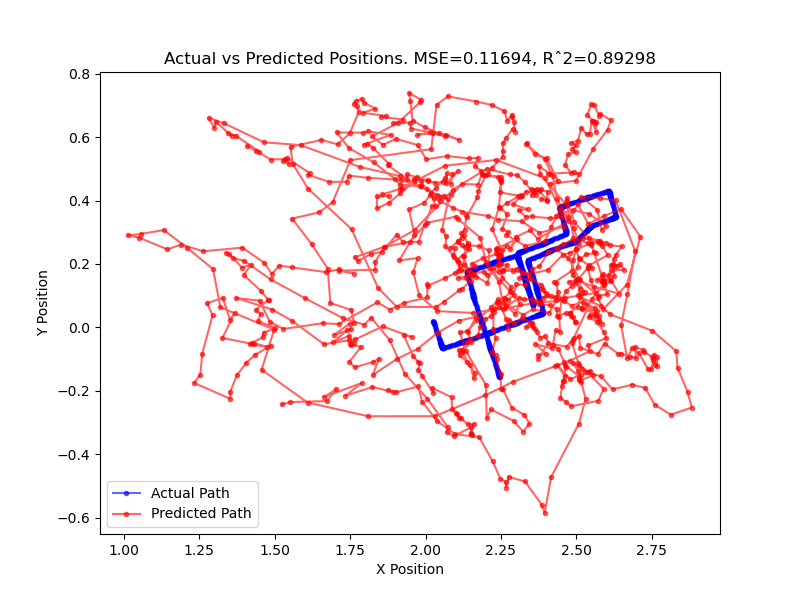 Actual vs Predicted Positions. MSE=0.11694, Rˆ2=0.89298
0.8
0.6
0.4
0.2
0.0
−0.2
−0.4
−0.6
Y Position
Actual Path
Predicted Path
1.00 1.25 1.50 1.75 2.00 2.25 2.50 2.75
X Position